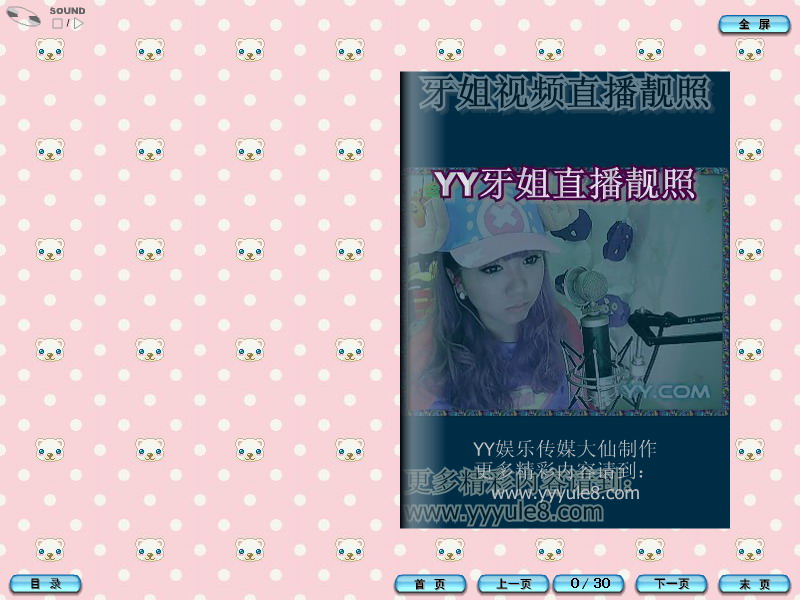 SOUND
/
全 屏
牙姐视频直播靓照
YY牙姐直播靓照
YY.COM
YY娱乐传媒大仙制作
更多精彩内容请到:
www.yyyule8.com
更多精彩内容请到:
www.yyyule8.com
目 录
首 页
上一页
0 / 30
下一页
末 页